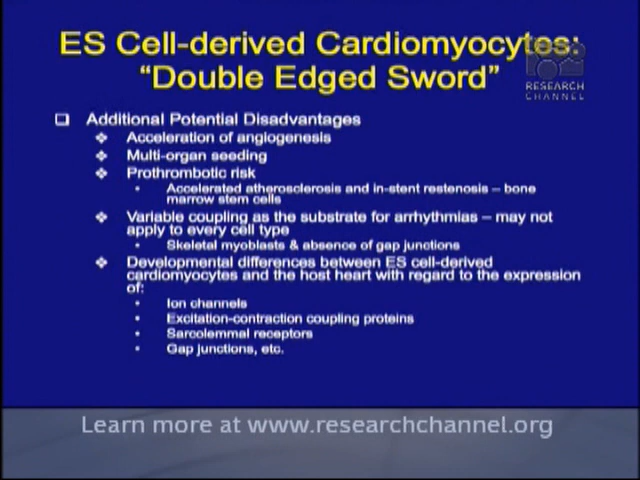 ES Cell-derived Cardiomyocytes:
"Double Edged Sword"
RESEARCH
CHANNEL
Additional Potential Disadvantages
Acceleration of angiogenesis
Multi-organ seeding
Prothrombotic risk
Accelerated atherosclerosis and in-stent restenosis – bone
marrow stem cells
Variable coupling as the substrate for arrhythmias – may not
apply to every cell type
Skeletal myoblasts & absence of gap junctions
Developmental differences between ES cell-derived
cardiomyocytes and the host heart with regard to the expression
of:
Ion channels
Excitation-contraction coupling proteins
Sarcolemmal receptors
Gap junctions, etc.
Learn more at www.researchchannel.org